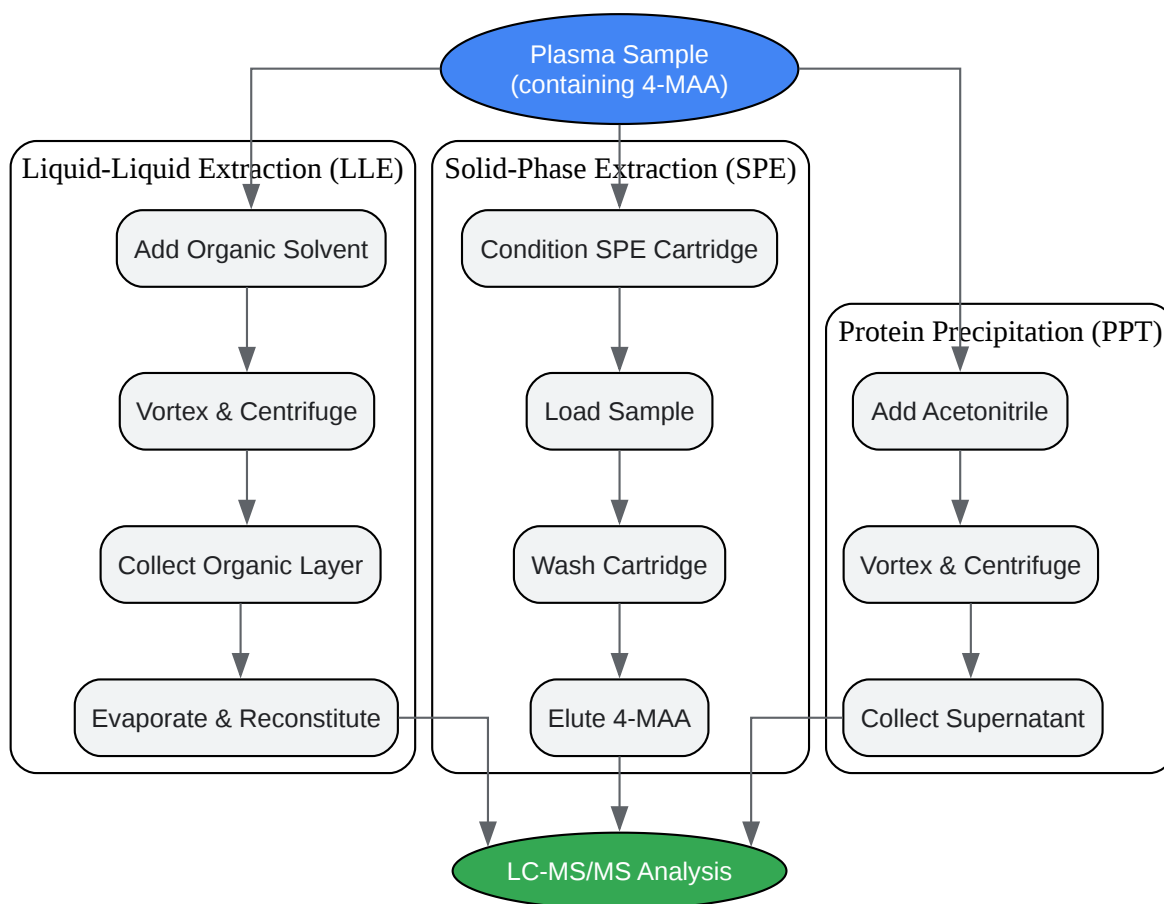 Plasma Sample
(containing 4-MAA)
Liquid-Liquid Extraction (LLE)
Add Organic Solvent
Vortex & Centrifuge
Collect Organic Layer
Evaporate & Reconstitute
Solid-Phase Extraction (SPE)
Condition SPE Cartridge
Load Sample
Wash Cartridge
Elute 4-MAA
Protein Precipitation (PPT)
Add Acetonitrile
Vortex & Centrifuge
Collect Supernatant
LC-MS/MS Analysis